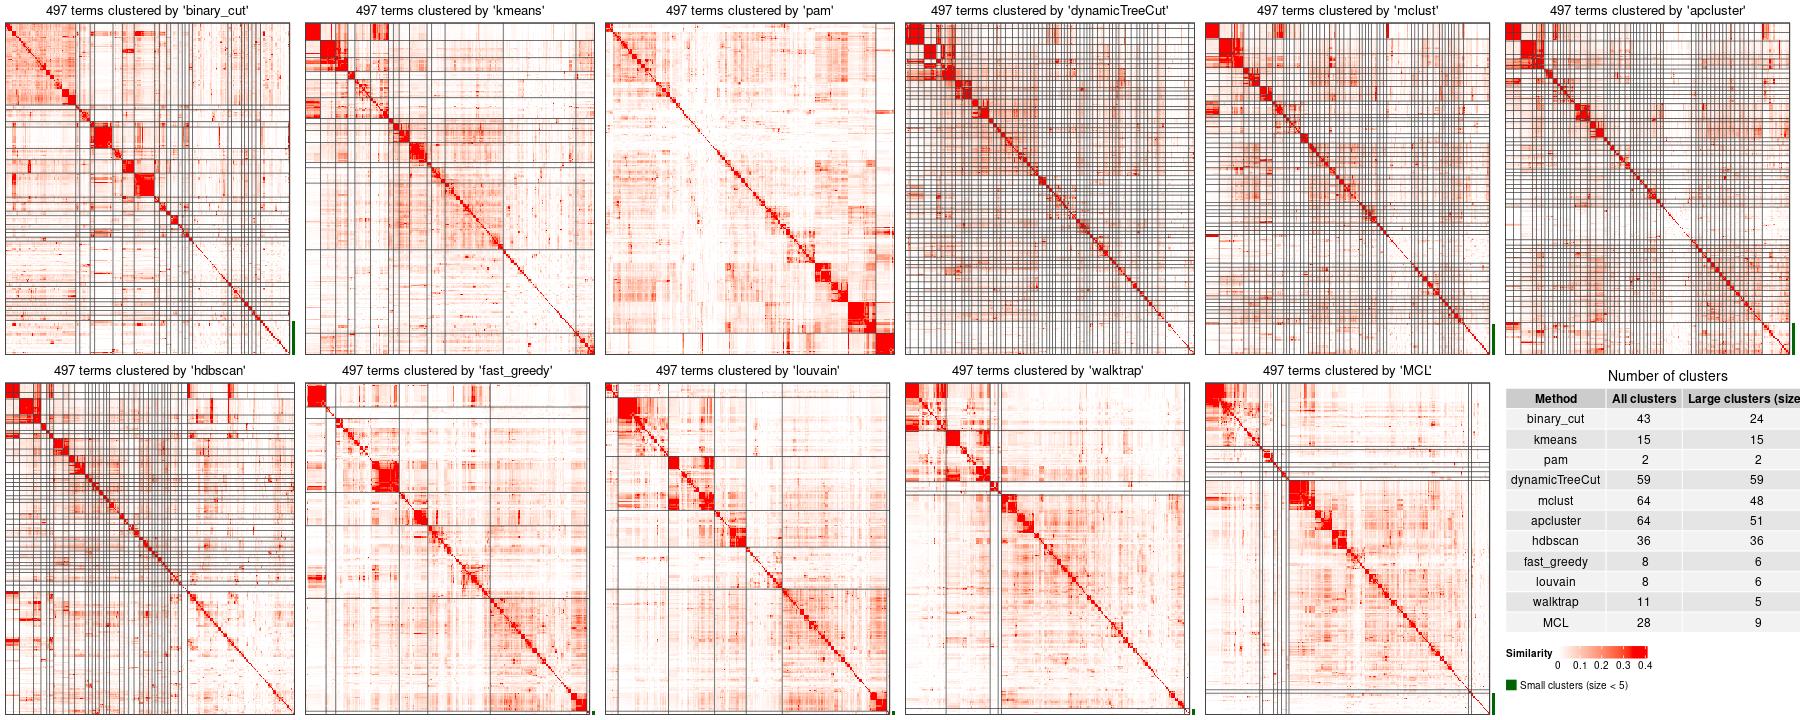 497 terms clustered by 'binary_cut'
497 terms clustered by 'kmeans'
497 terms clustered by 'pam'
497 terms clustered by 'dynamicTreeCut'
497 terms clustered by 'mclust'
497 terms clustered by 'apcluster'
497 terms clustered by 'hdbscan'
497 terms clustered by 'fast_greedy'
497 terms clustered by 'louvain'
497 terms clustered by 'walktrap'
497 terms clustered by 'MCL'
Number of clusters
Method All clusters Large clusters (size
binary_cut 43 24
kmeans 15 15
pam 2 2
dynamicTreeCut 59 59
mclust 64 48
apcluster 64 51
hdbscan 36 36
fast_greedy 8 6
louvain 8 6
walktrap 11 5
MCL 28 9
Similarity
0 0.1 0.2 0.3 0.4
Small clusters (size < 5)